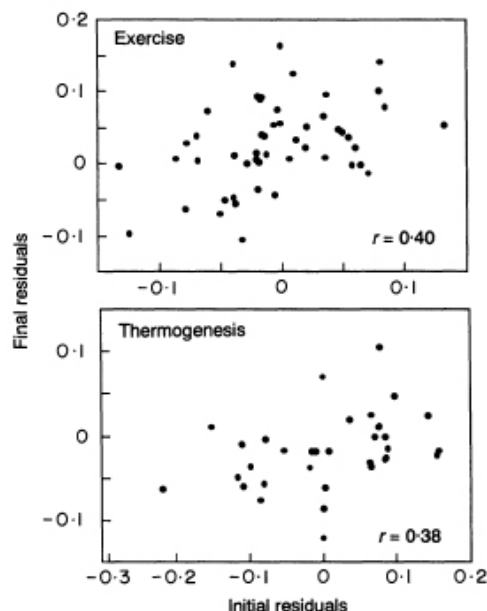 0·2
Exercise
0·1
0
−0·1
r = 0·40
−0·1 0 0·1
Final residuals
Thermogenesis
0·1
0
−0·1
r = 0·38
−0·3 −0·2 −0·1 0 0·1 0·2
Initial residuals